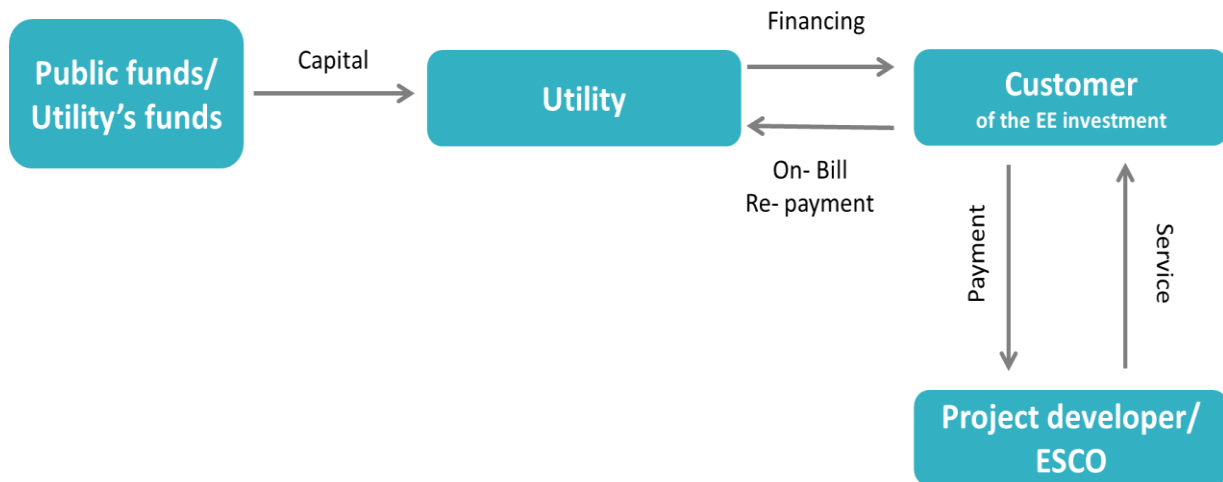 Public funds/
Utility's funds
Capital
Utility
Financing
On- Bill
Re- payment
Customer
of the EE investment
Payment
Service
Project developer/
ESCO